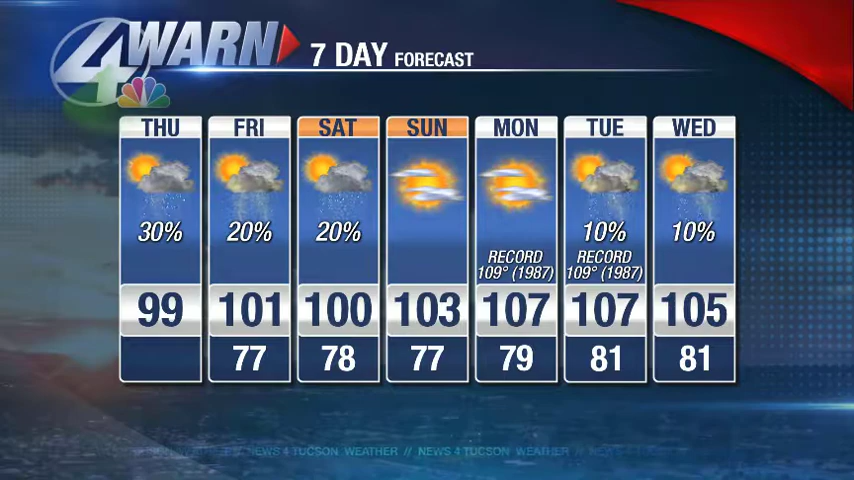 4WARN
7 DAY FORECAST
THU FRI SAT SUN MON TUE WED
30% 20% 20% 10% 10%
RECORD RECORD
109° (1987) 109° (1987)
99 101 100 103 107 107 105
77 78 77 79 81 81
NEWS 4 TUCSON WEATHER // NEWS 4 TUCSON WEATHER // NEWS 4 TUCSON